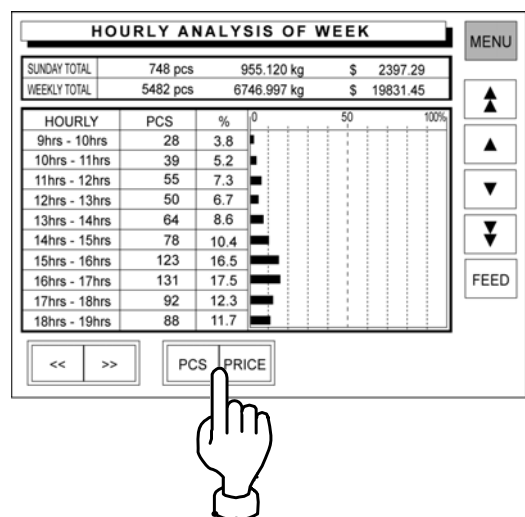 HOURLY ANALYSIS OF WEEK
MENU
SUNDAY TOTAL 748 pcs 955.120 kg $ 2397.29
WEEKLY TOTAL 5482 pcs 6746.997 kg $ 19831.45
HOURLY PCS % 0 50 100%
9hrs - 10hrs 28 3.8
10hrs - 11hrs 39 5.2
11hrs - 12hrs 55 7.3
12hrs - 13hrs 50 6.7
13hrs - 14hrs 64 8.6
14hrs - 15hrs 78 10.4
15hrs - 16hrs 123 16.5
16hrs - 17hrs 131 17.5
17hrs - 18hrs 92 12.3
18hrs - 19hrs 88 11.7
FEED
<< >> PCS PRICE